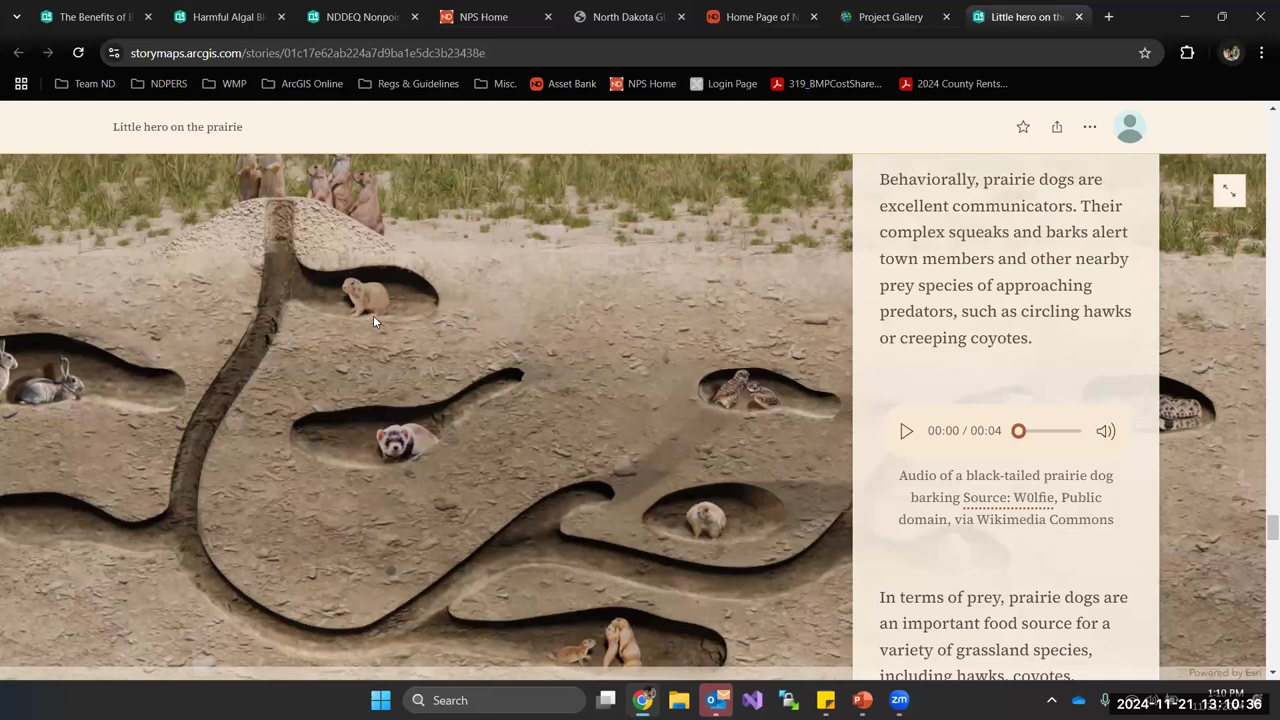 The Benefits of B
Harmful Algal Bl
NDDEQ Nonpoin
NPS Home
North Dakota GI
Home Page of N
Project Gallery
Little hero on th
storymaps.arcgis.com/stories/01c17e62ab224a7d9ba1e5dc3b23438e
Team ND
NDPERS
WMP
ArcGIS Online
Regs & Guidelines
Misc.
Asset Bank
NPS Home
Login Page
319_BMPCostShare...
2024 County Rents...
Little hero on the prairie
Behaviorally, prairie dogs are
excellent communicators. Their
complex squeaks and barks alert
town members and other nearby
prey species of approaching
predators, such as circling hawks
or creeping coyotes.
00:00 / 00:04
Audio of a black-tailed prairie dog
barking Source: W0lfie, Public
domain, via Wikimedia Commons
In terms of prey, prairie dogs are
an important food source for a
variety of grassland species,
including hawks, coyotes,
Powered by Esri
Search
1:10 PM
2024-11-21 13:10:36